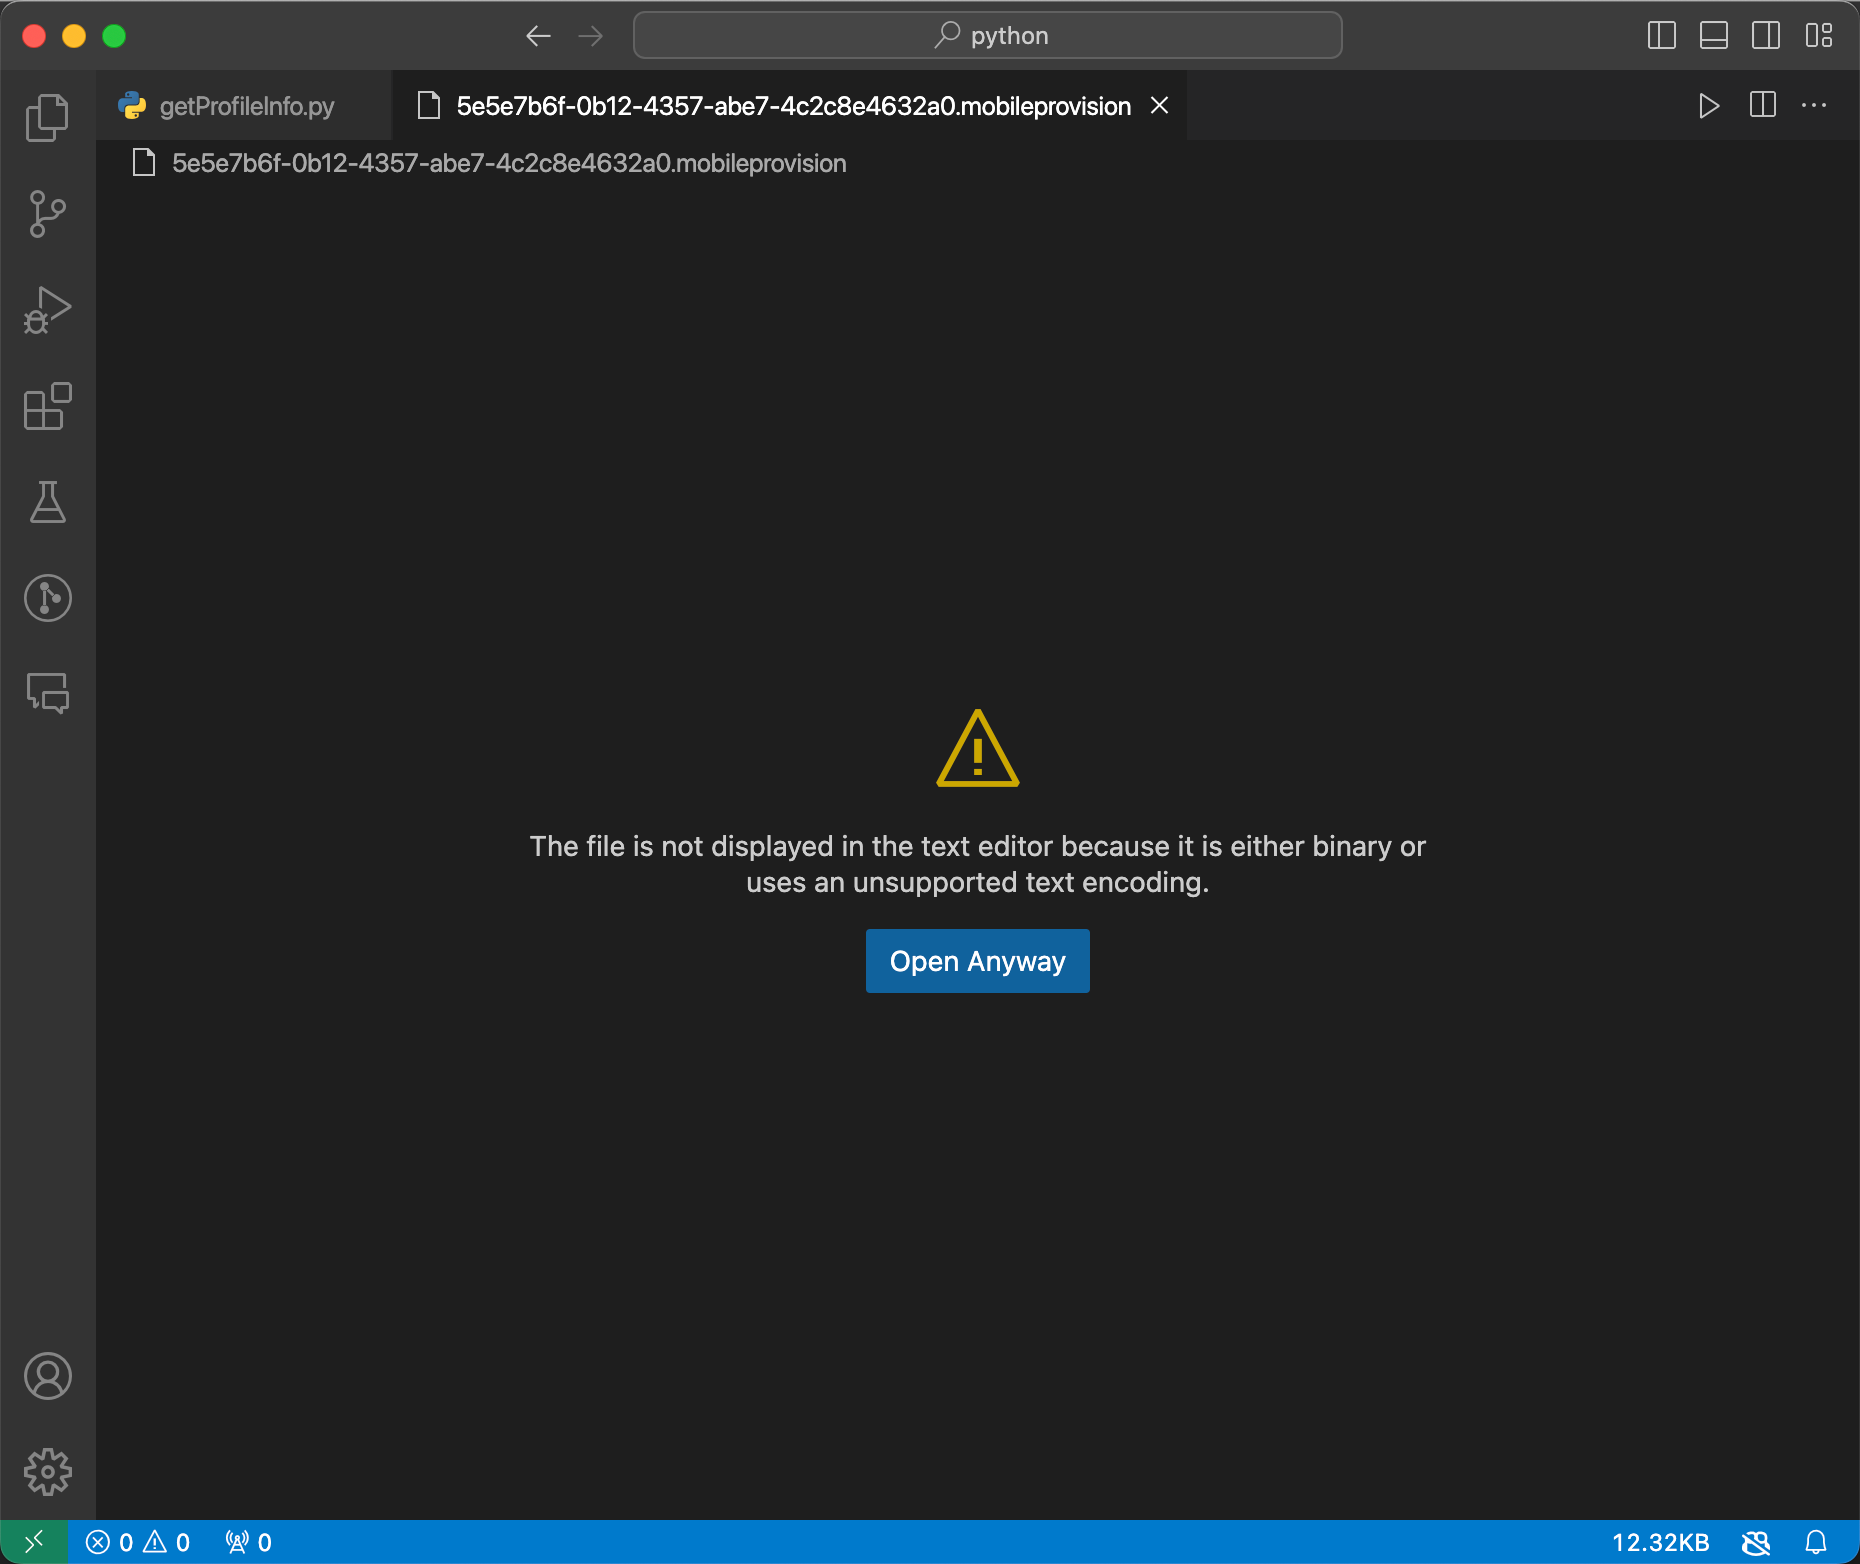 python
getProfileInfo.py
5e5e7b6f-0b12-4357-abe7-4c2c8e4632a0.mobileprovision
5e5e7b6f-0b12-4357-abe7-4c2c8e4632a0.mobileprovision
The file is not displayed in the text editor because it is either binary or
uses an unsupported text encoding.
Open Anyway
0 0 0 12.32KB